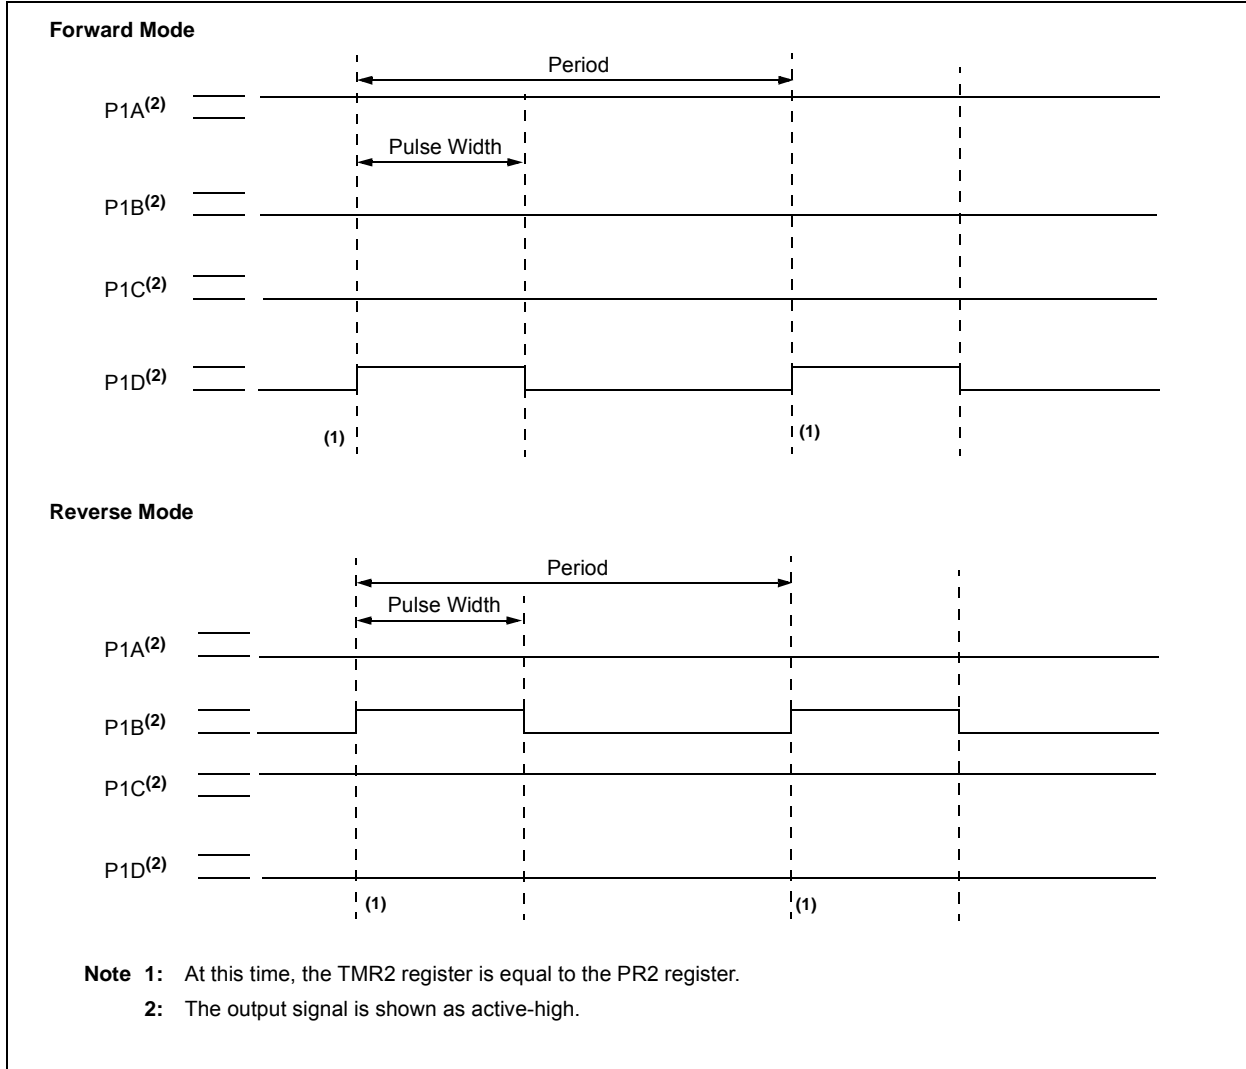 Forward Mode
Period
P1A(2)
Pulse Width
P1B(2)
P1C(2)
P1D(2)
(1) (1)
Reverse Mode
Period
Pulse Width
P1A(2)
P1B(2)
P1C(2)
P1D(2)
(1) (1)
Note 1: At this time, the TMR2 register is equal to the PR2 register.
2: The output signal is shown as active-high.